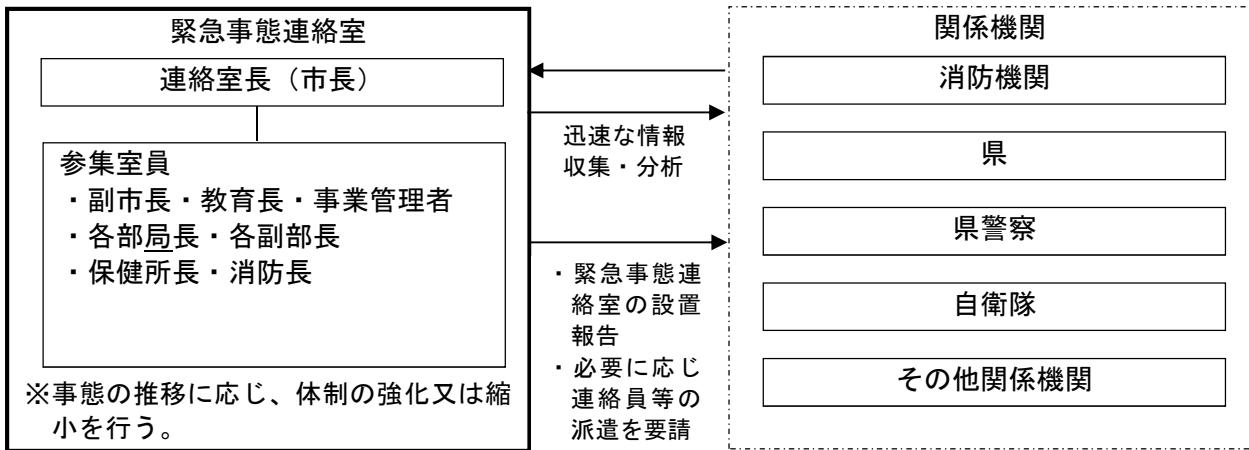 緊急事態連絡室
連絡室長（市長）
参集室員
・副市長・教育長・事業管理者
・各部局長・各副部長
・保健所長・消防長
※事態の推移に応じ、体制の強化又は縮
小を行う。
迅速な情報
収集・分析
・緊急事態連
絡室の設置
報告
・必要に応じ
連絡員等の
派遣を要請
関係機関
消防機関
県
県警察
自衛隊
その他関係機関